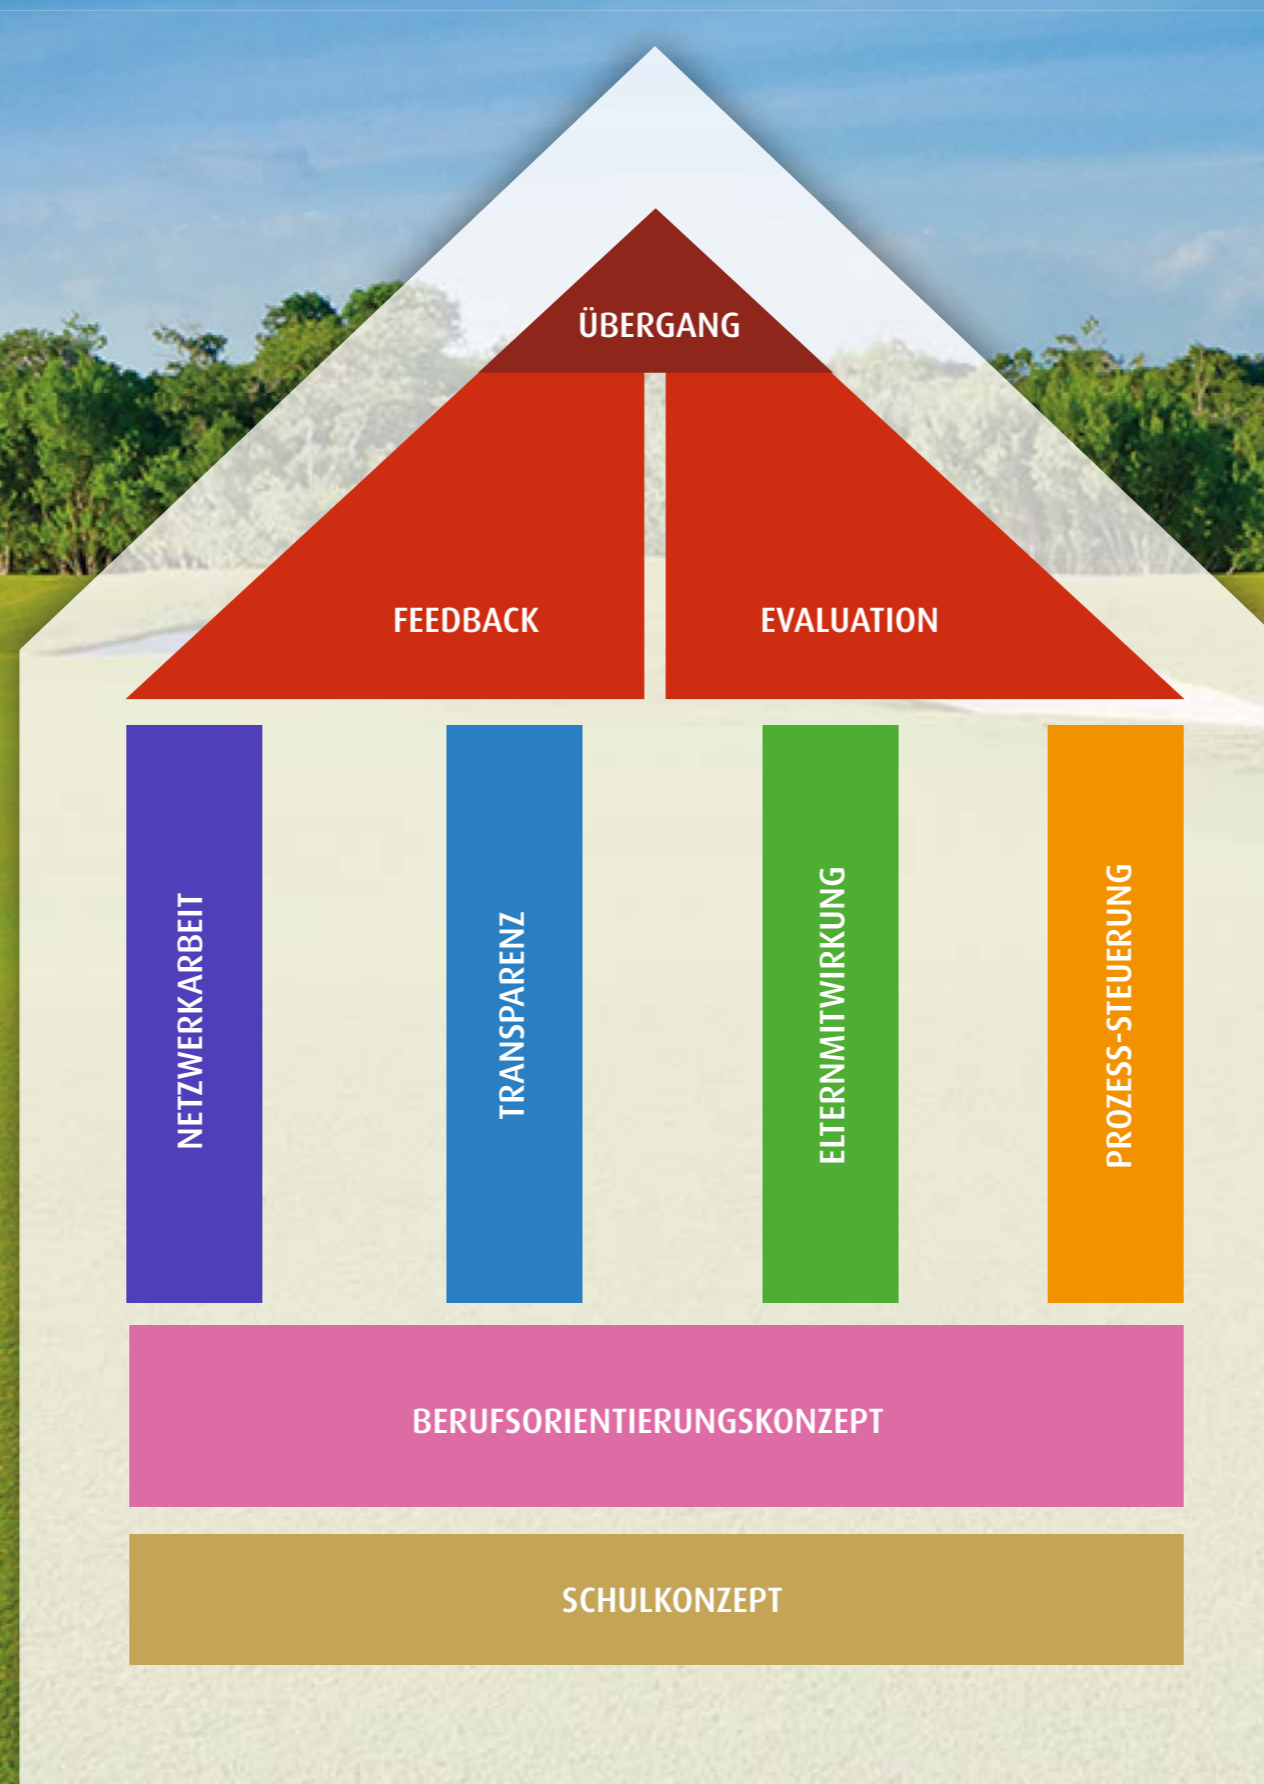 ÜBERGANG
FEEDBACK
EVALUATION
NETZWERKARBEIT
TRANSPARENZ
ELTERNMITWIRKUNG
PROZESS-STEUERUNG
BERUFSORIENTIERUNGSKONZEPT
SCHULKONZEPT